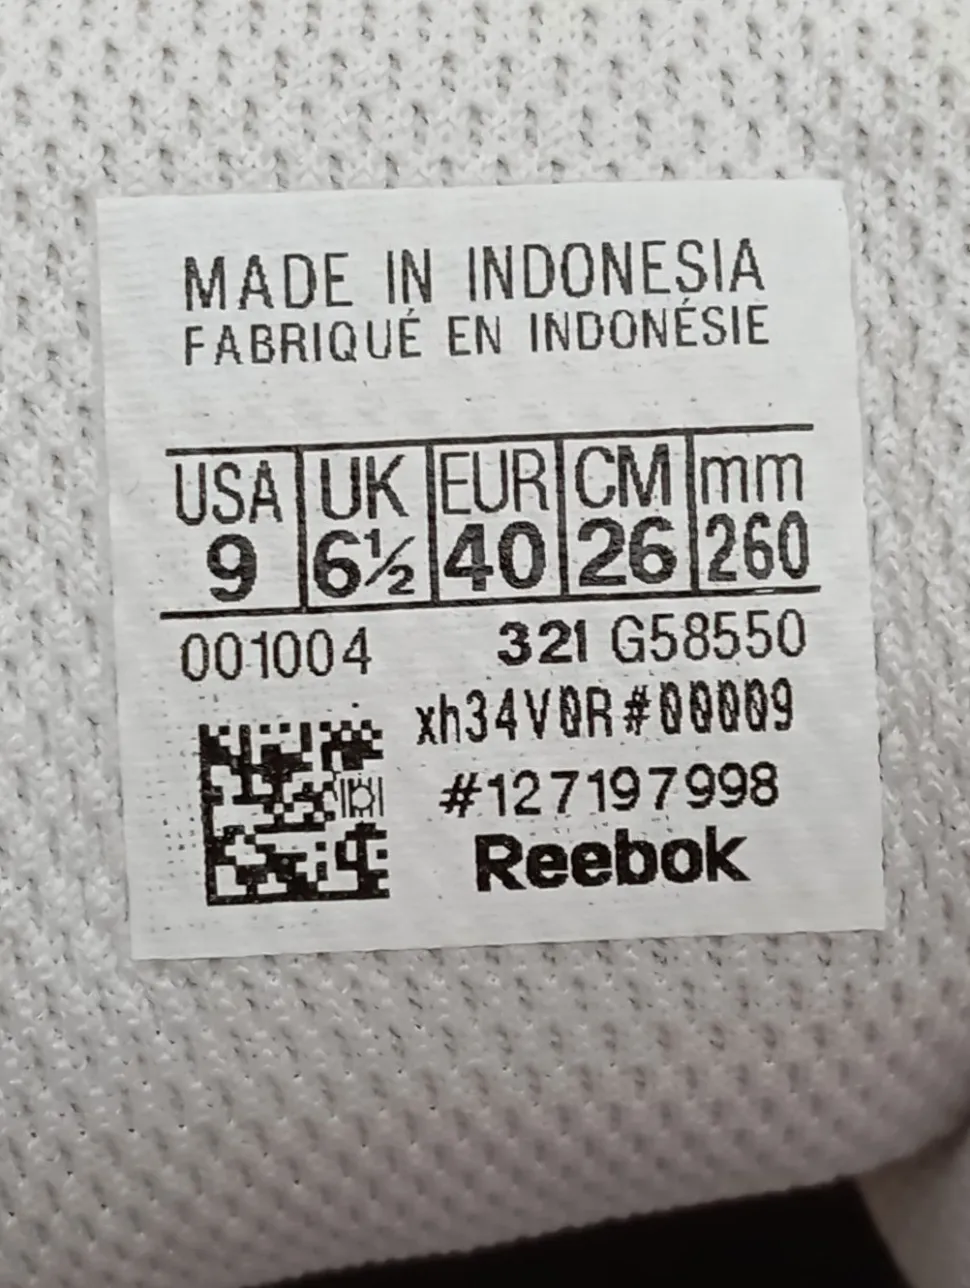 MADE IN INDONESIA
FABRIQUÉ EN INDONÉSIE
USA UK EUR CM mm
9 6½ 40 26 260
001004 321 G58550
xh34V0R#00009
#127197998
Reebok